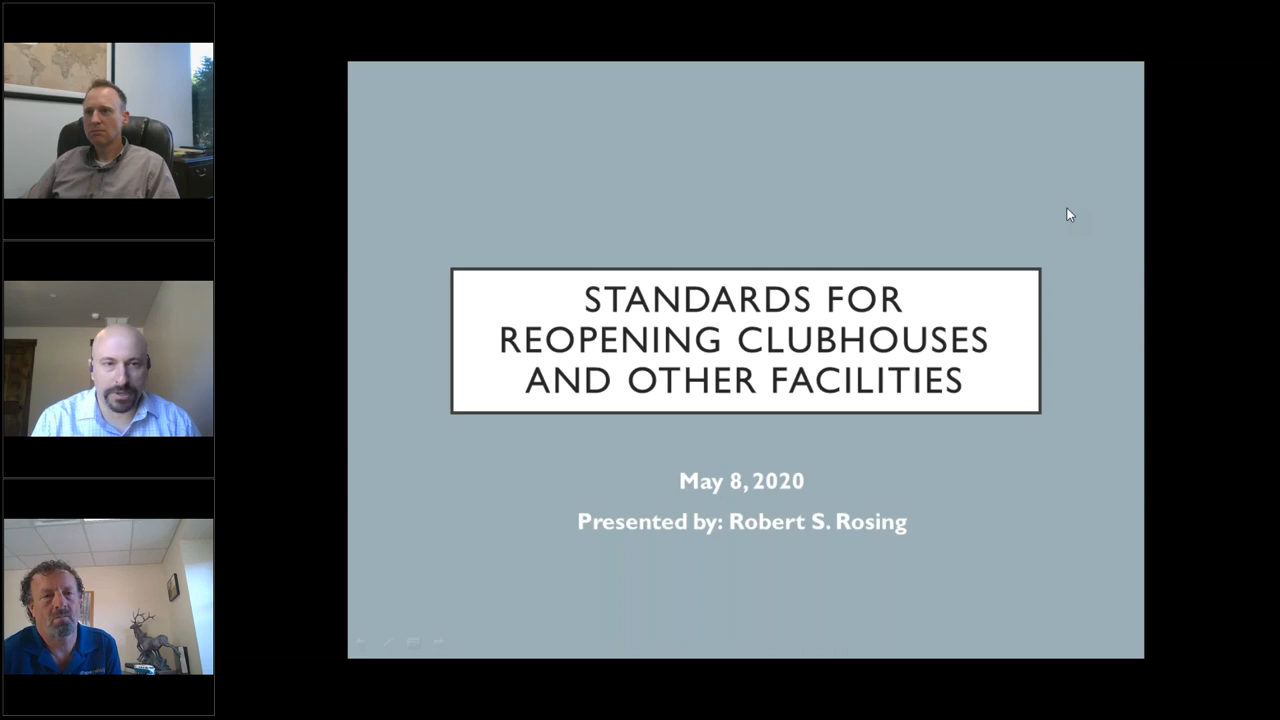 STANDARDS FOR
REOPENING CLUBHOUSES
AND OTHER FACILITIES
May 8, 2020
Presented by: Robert S. Rosing